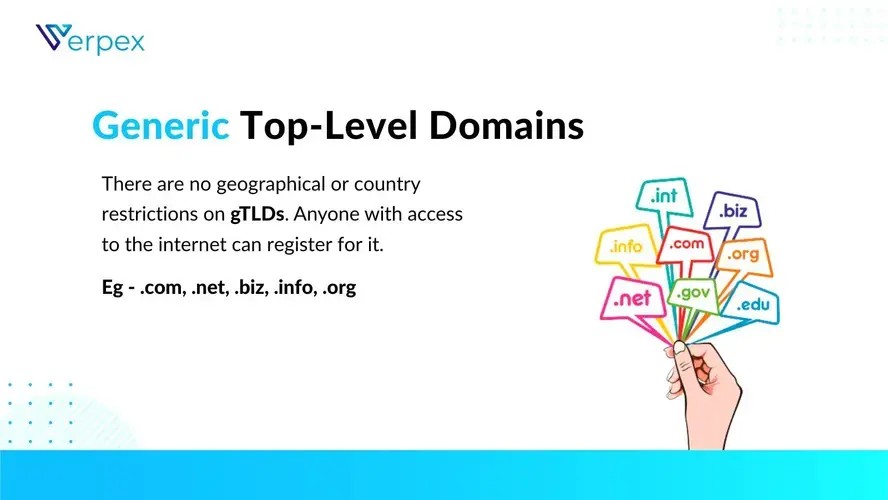 Verpex
Generic Top-Level Domains
There are no geographical or country
restrictions on gTLDs. Anyone with access
to the internet can register for it.
Eg - .com, .net, .biz, .info, .org
.int
.biz
.info
.com
.org
.net
.gov
.edu